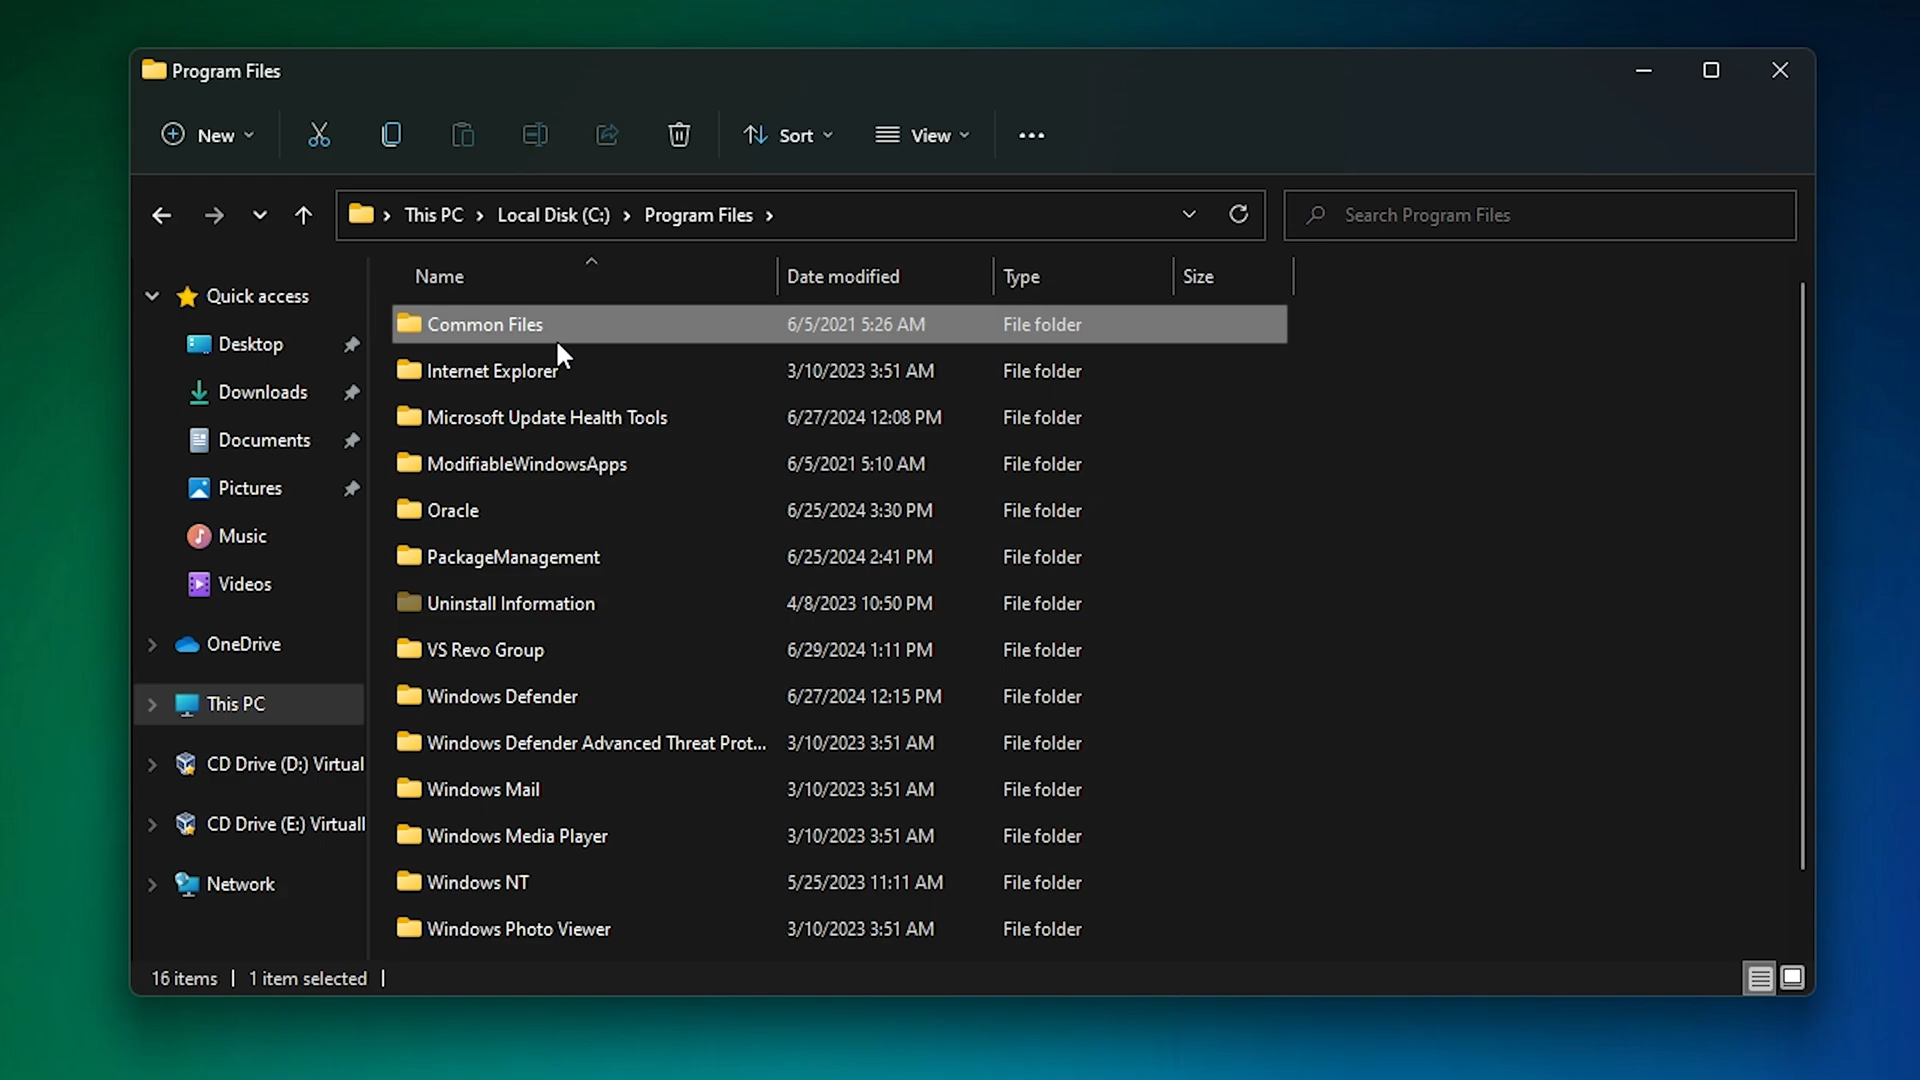 Program Files
New
Sort
View
This PC
Local Disk (C:)
Program Files
Search Program Files
Name
Date modified
Type
Size
Quick access
Desktop
Downloads
Documents
Pictures
Music
Videos
OneDrive
This PC
CD Drive (D:) Virtual
CD Drive (E:) Virtuall
Network
Common Files 6/5/2021 5:26 AM File folder
Internet Explorer 3/10/2023 3:51 AM File folder
Microsoft Update Health Tools 6/27/2024 12:08 PM File folder
ModifiableWindowsApps 6/5/2021 5:10 AM File folder
Oracle 6/25/2024 3:30 PM File folder
PackageManagement 6/25/2024 2:41 PM File folder
Uninstall Information 4/8/2023 10:50 PM File folder
VS Revo Group 6/29/2024 1:11 PM File folder
Windows Defender 6/27/2024 12:15 PM File folder
Windows Defender Advanced Threat Prot... 3/10/2023 3:51 AM File folder
Windows Mail 3/10/2023 3:51 AM File folder
Windows Media Player 3/10/2023 3:51 AM File folder
Windows NT 5/25/2023 11:11 AM File folder
Windows Photo Viewer 3/10/2023 3:51 AM File folder
16 items
1 item selected